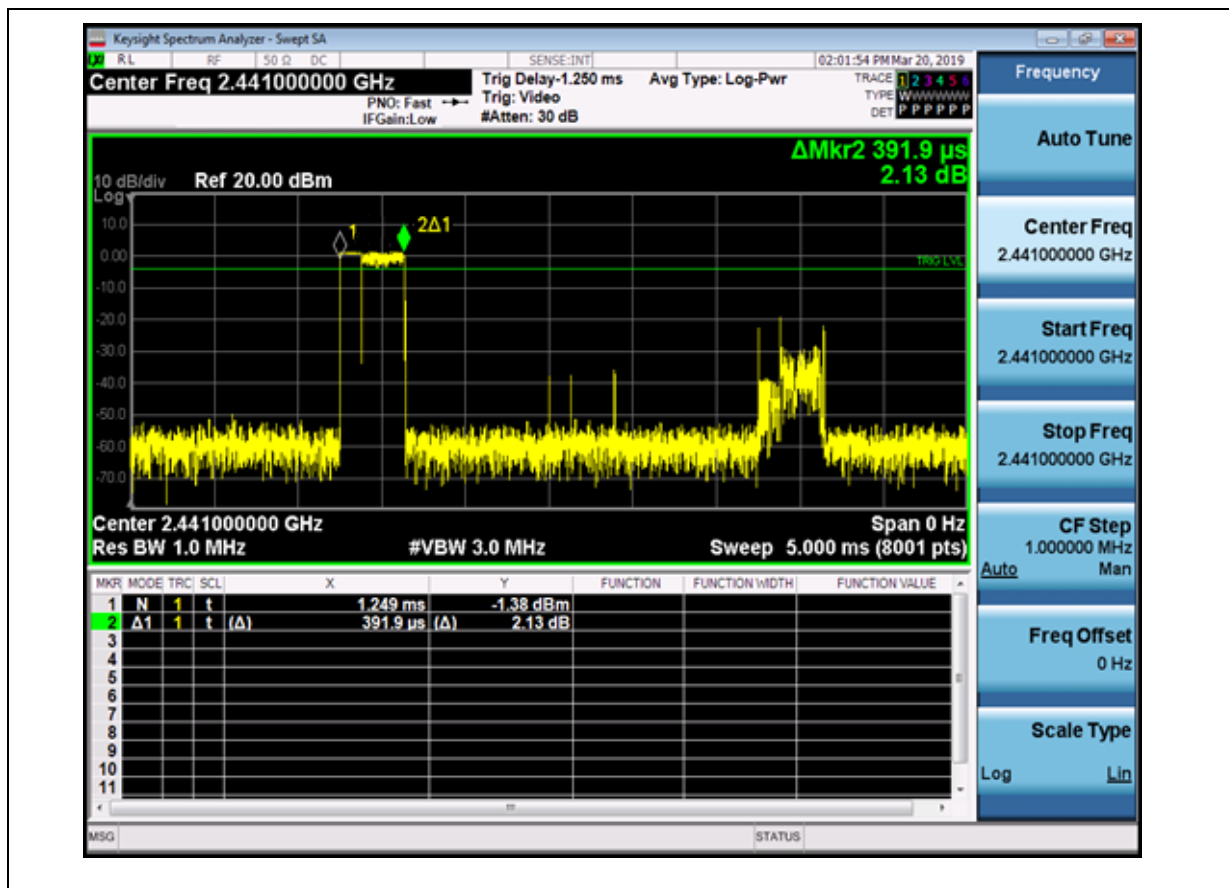 Keysight Spectrum Analyzer - Swept SA
LXI RL RF 50 Ω DC SENSE:INT 02:01:54 PM Mar 20, 2019
Center Freq 2.441000000 GHz
PNO: Fast
IFGain:Low
Trig Delay-1.250 ms
Trig: Video
#Atten: 30 dB
Avg Type: Log-Pwr
TRACE 1 2 3 4 5 6
TYPE WWWWWW
DET P P P P P P
ΔMkr2 391.9 µs
2.13 dB
10 dB/div Ref 20.00 dBm
Log
10.0
0.00
-10.0
-20.0
-30.0
-40.0
-50.0
-60.0
-70.0
1
2Δ1
TRIG LVL
Center 2.441000000 GHz Span 0 Hz
Res BW 1.0 MHz #VBW 3.0 MHz Sweep 5.000 ms (8001 pts)
MKR MODE TRC SCL X Y FUNCTION FUNCTION WIDTH FUNCTION VALUE
1 N 1 t 1.249 ms -1.38 dBm
2 Δ1 1 t (Δ) 391.9 µs (Δ) 2.13 dB
3
4
5
6
7
8
9
10
11
MSG STATUS
Frequency
Auto Tune
Center Freq
2.441000000 GHz
Start Freq
2.441000000 GHz
Stop Freq
2.441000000 GHz
CF Step
1.000000 MHz
Auto Man
Freq Offset
0 Hz
Scale Type
Log Lin